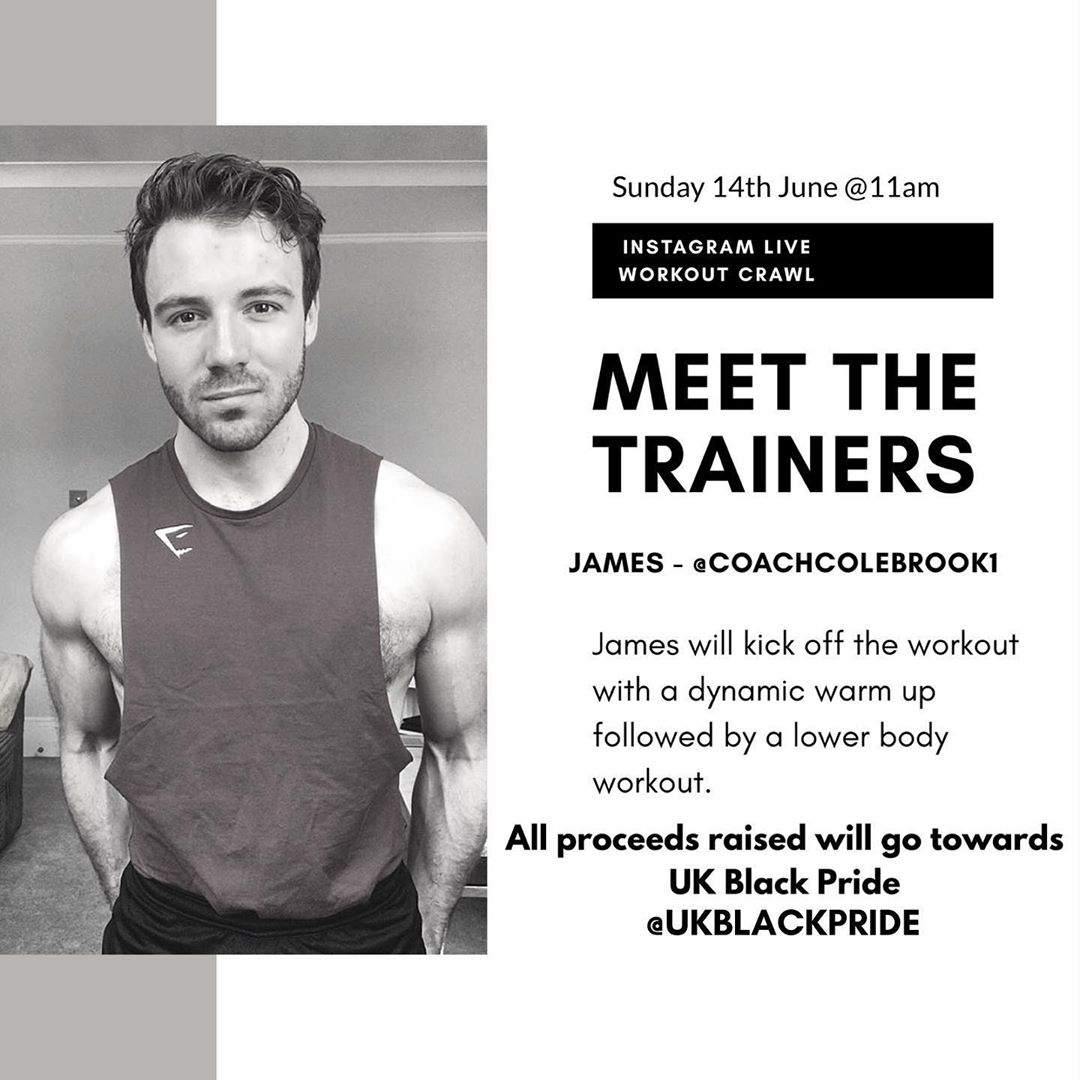 Sunday 14th June @11am
INSTAGRAM LIVE
WORKOUT CRAWL
MEET THE
TRAINERS
JAMES - @COACHCOLEBROOK1
James will kick off the workout
with a dynamic warm up
followed by a lower body
workout.
All proceeds raised will go towards
UK Black Pride
@UKBLACKPRIDE